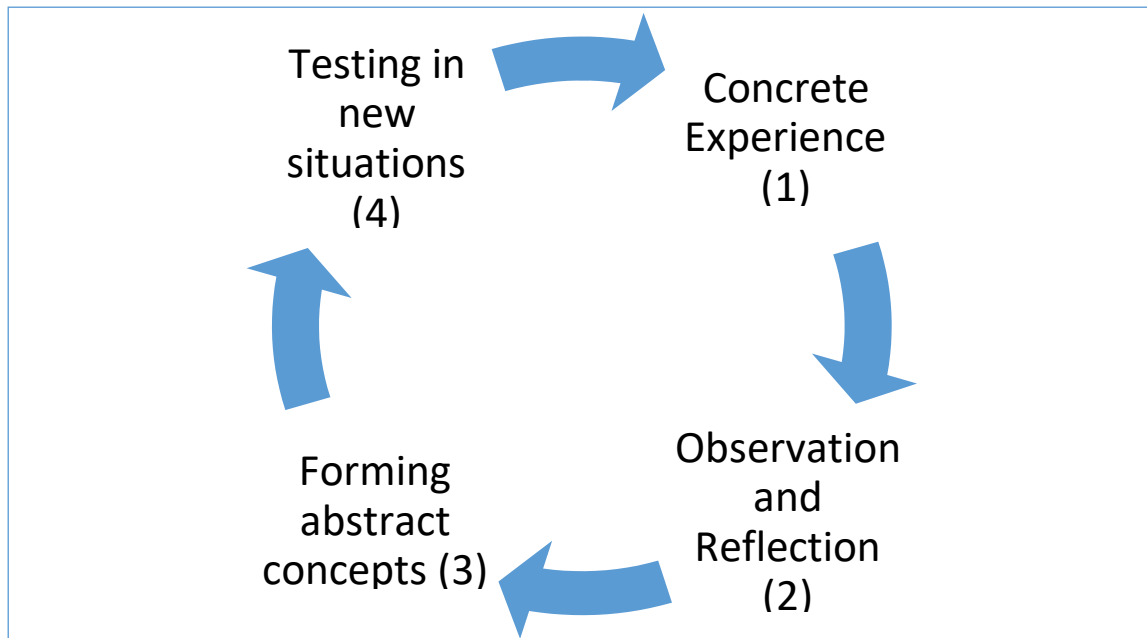 Concrete
Experience
(1)
Observation
and
Reflection
(2)
Forming
abstract
concepts (3)
Testing in
new
situations
(4)